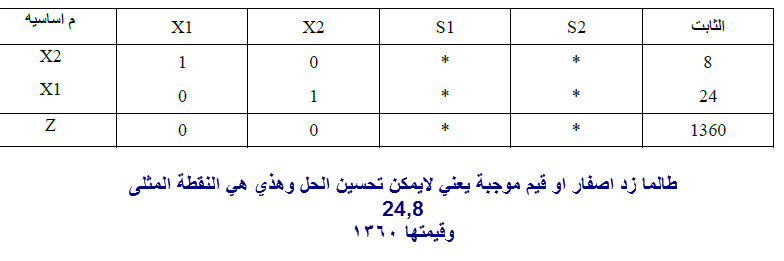 م اساسيه X1 X2 S1 S2 الثابت
X2 1 0 * * 8
X1 0 1 * * 24
Z 0 0 * * 1360
طالما زد اصفار او قيم موجبة يعني لايمكن تحسين الحل وهذي هي النقطة المثلى
24,8
وقيمتها ١٣٦٠